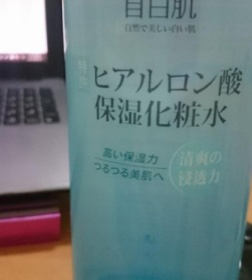 自白肌
自然で美しい白い肌
ヒアルロン酸
保湿化粧水
高い保湿力
つるつる美肌へ
清爽の
浸透力